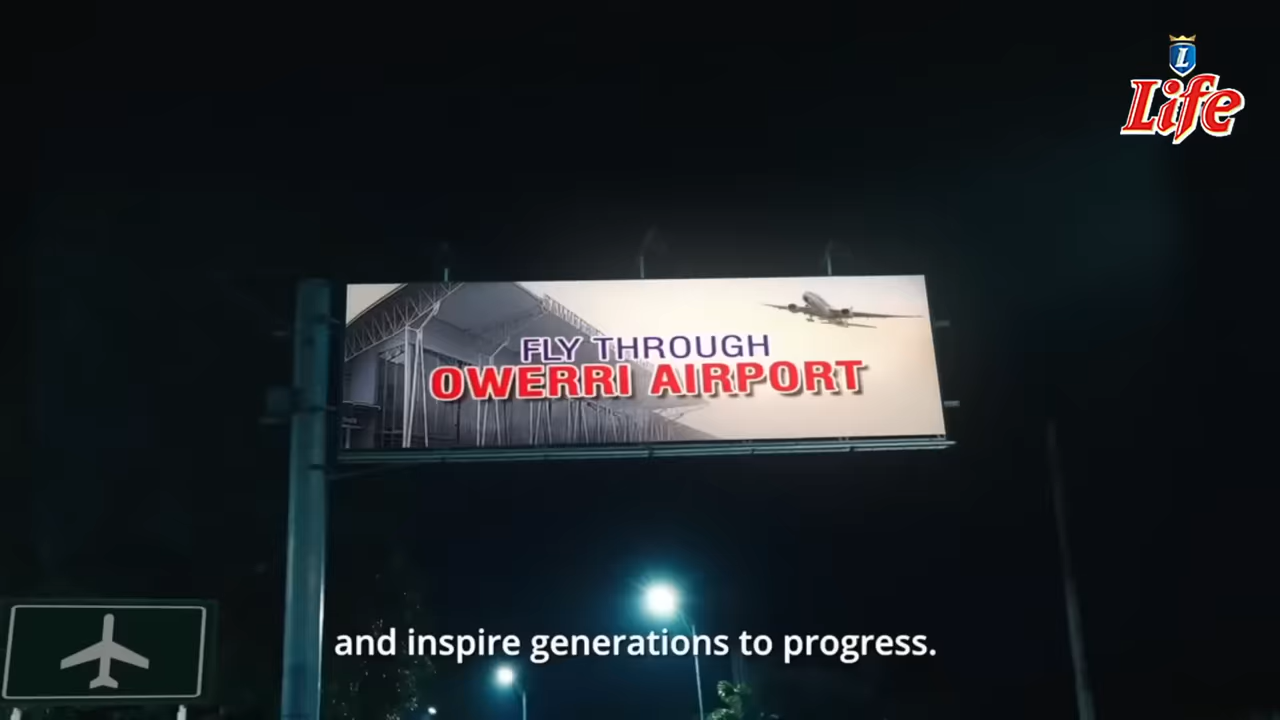 L
Life
FLY THROUGH
OWERRI AIRPORT
and inspire generations to progress.